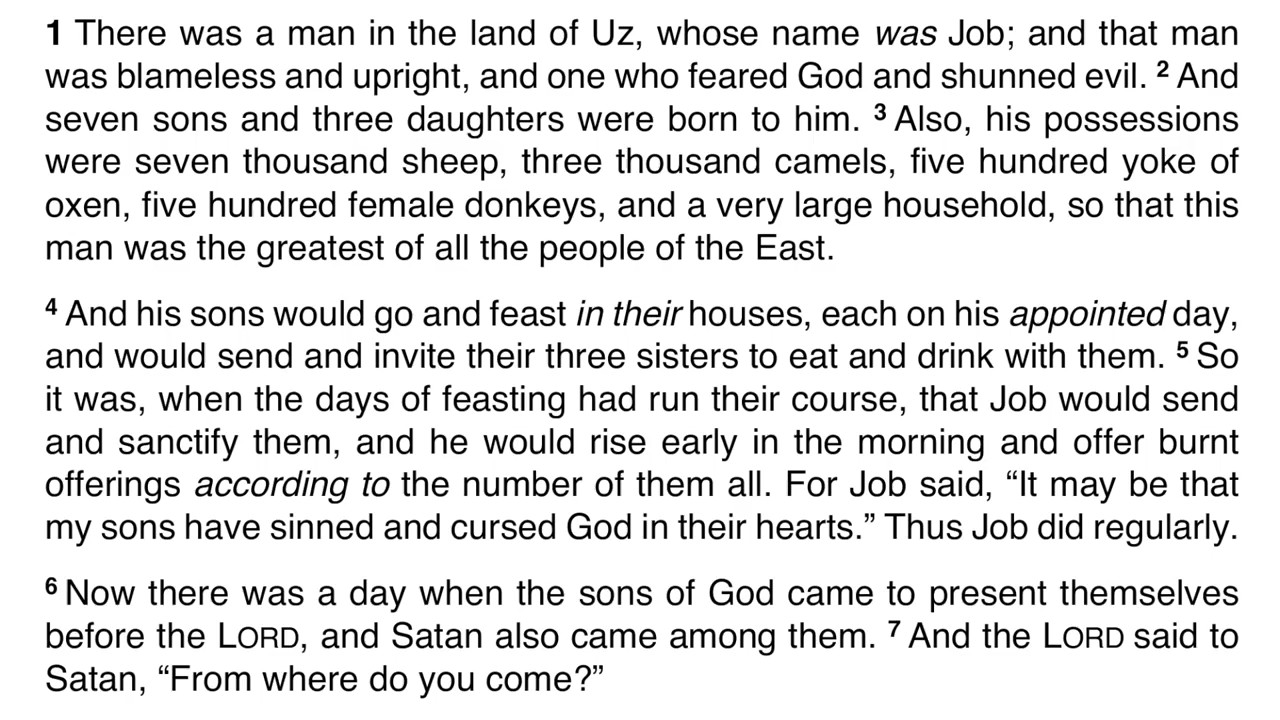 1 There was a man in the land of Uz, whose name was Job; and that man
was blameless and upright, and one who feared God and shunned evil. 2 And
seven sons and three daughters were born to him. 3 Also, his possessions
were seven thousand sheep, three thousand camels, five hundred yoke of
oxen, five hundred female donkeys, and a very large household, so that this
man was the greatest of all the people of the East.
4 And his sons would go and feast in their houses, each on his appointed day,
and would send and invite their three sisters to eat and drink with them. 5 So
it was, when the days of feasting had run their course, that Job would send
and sanctify them, and he would rise early in the morning and offer burnt
offerings according to the number of them all. For Job said, “It may be that
my sons have sinned and cursed God in their hearts.” Thus Job did regularly.
6 Now there was a day when the sons of God came to present themselves
before the LORD, and Satan also came among them. 7 And the LORD said to
Satan, “From where do you come?”